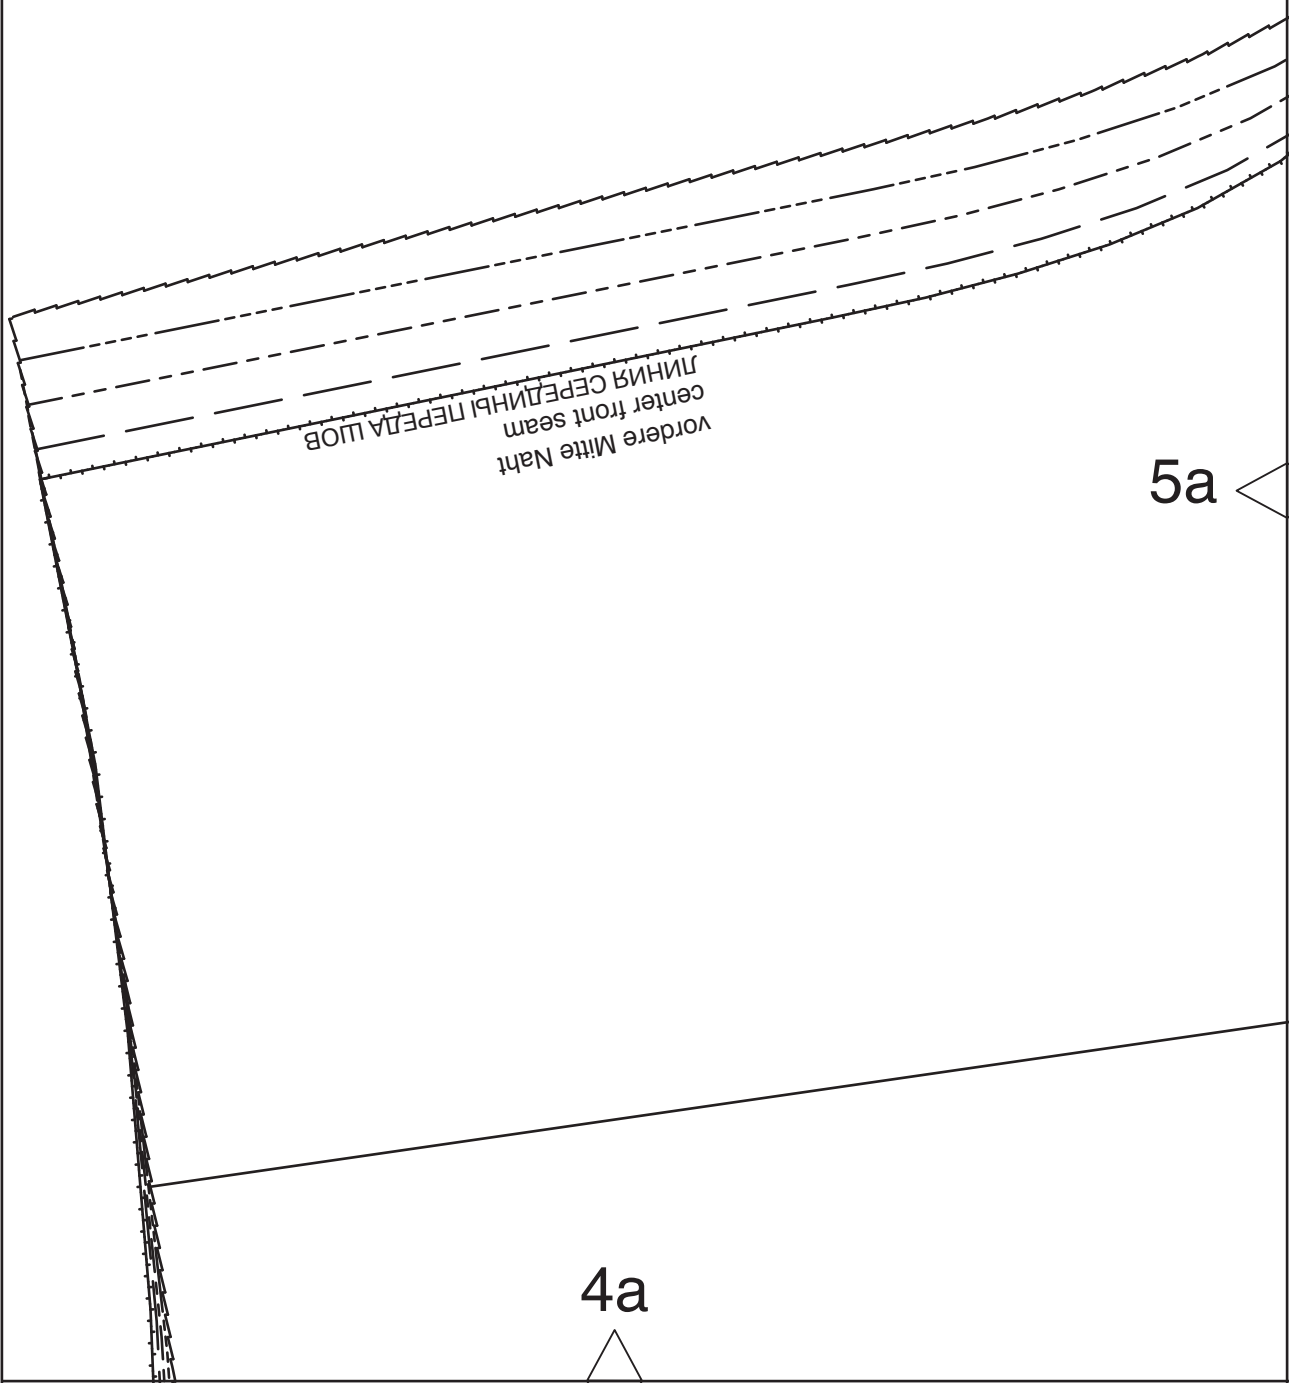 vordere Mitte Naht
center front seam
ЛИНИЯ СЕРЕДИНЫ ПЕРЕДА ШОВ
5a
4a